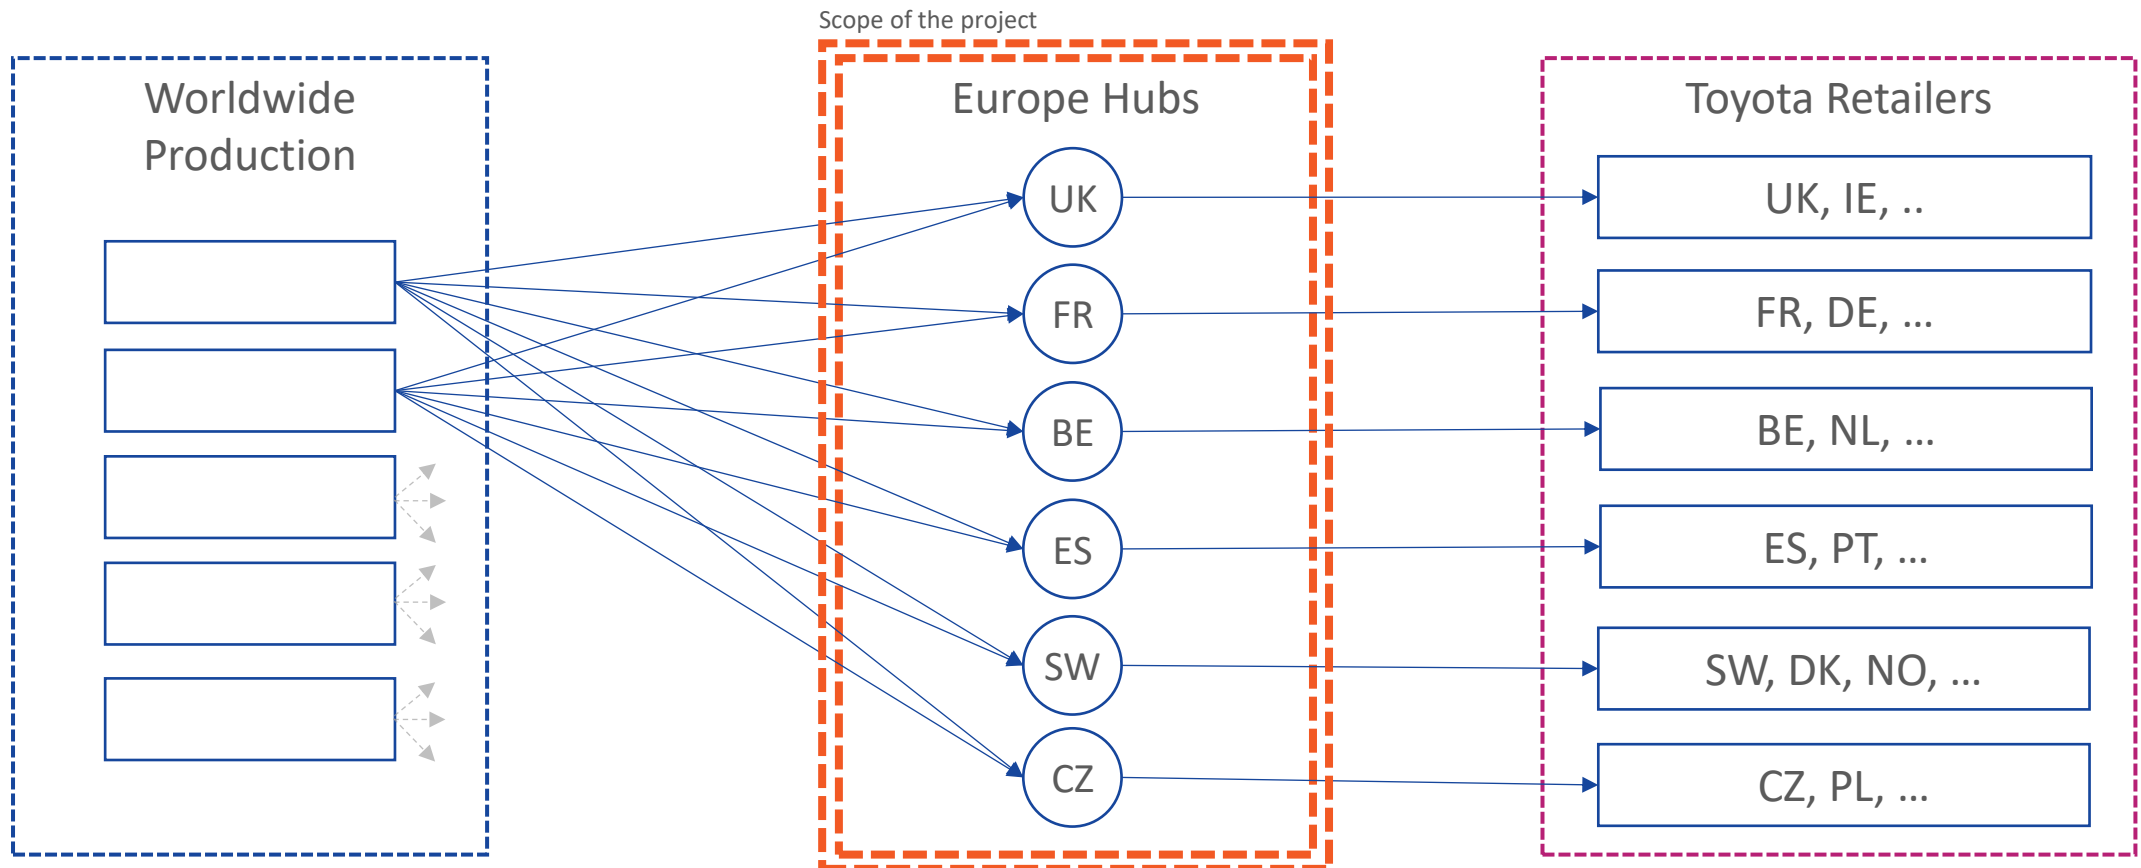 Scope of the project
Worldwide
Production
Europe Hubs
UK
FR
BE
ES
SW
CZ
Toyota Retailers
UK, IE, ..
FR, DE, ...
BE, NL, ...
ES, PT, ...
SW, DK, NO, ...
CZ, PL, ...